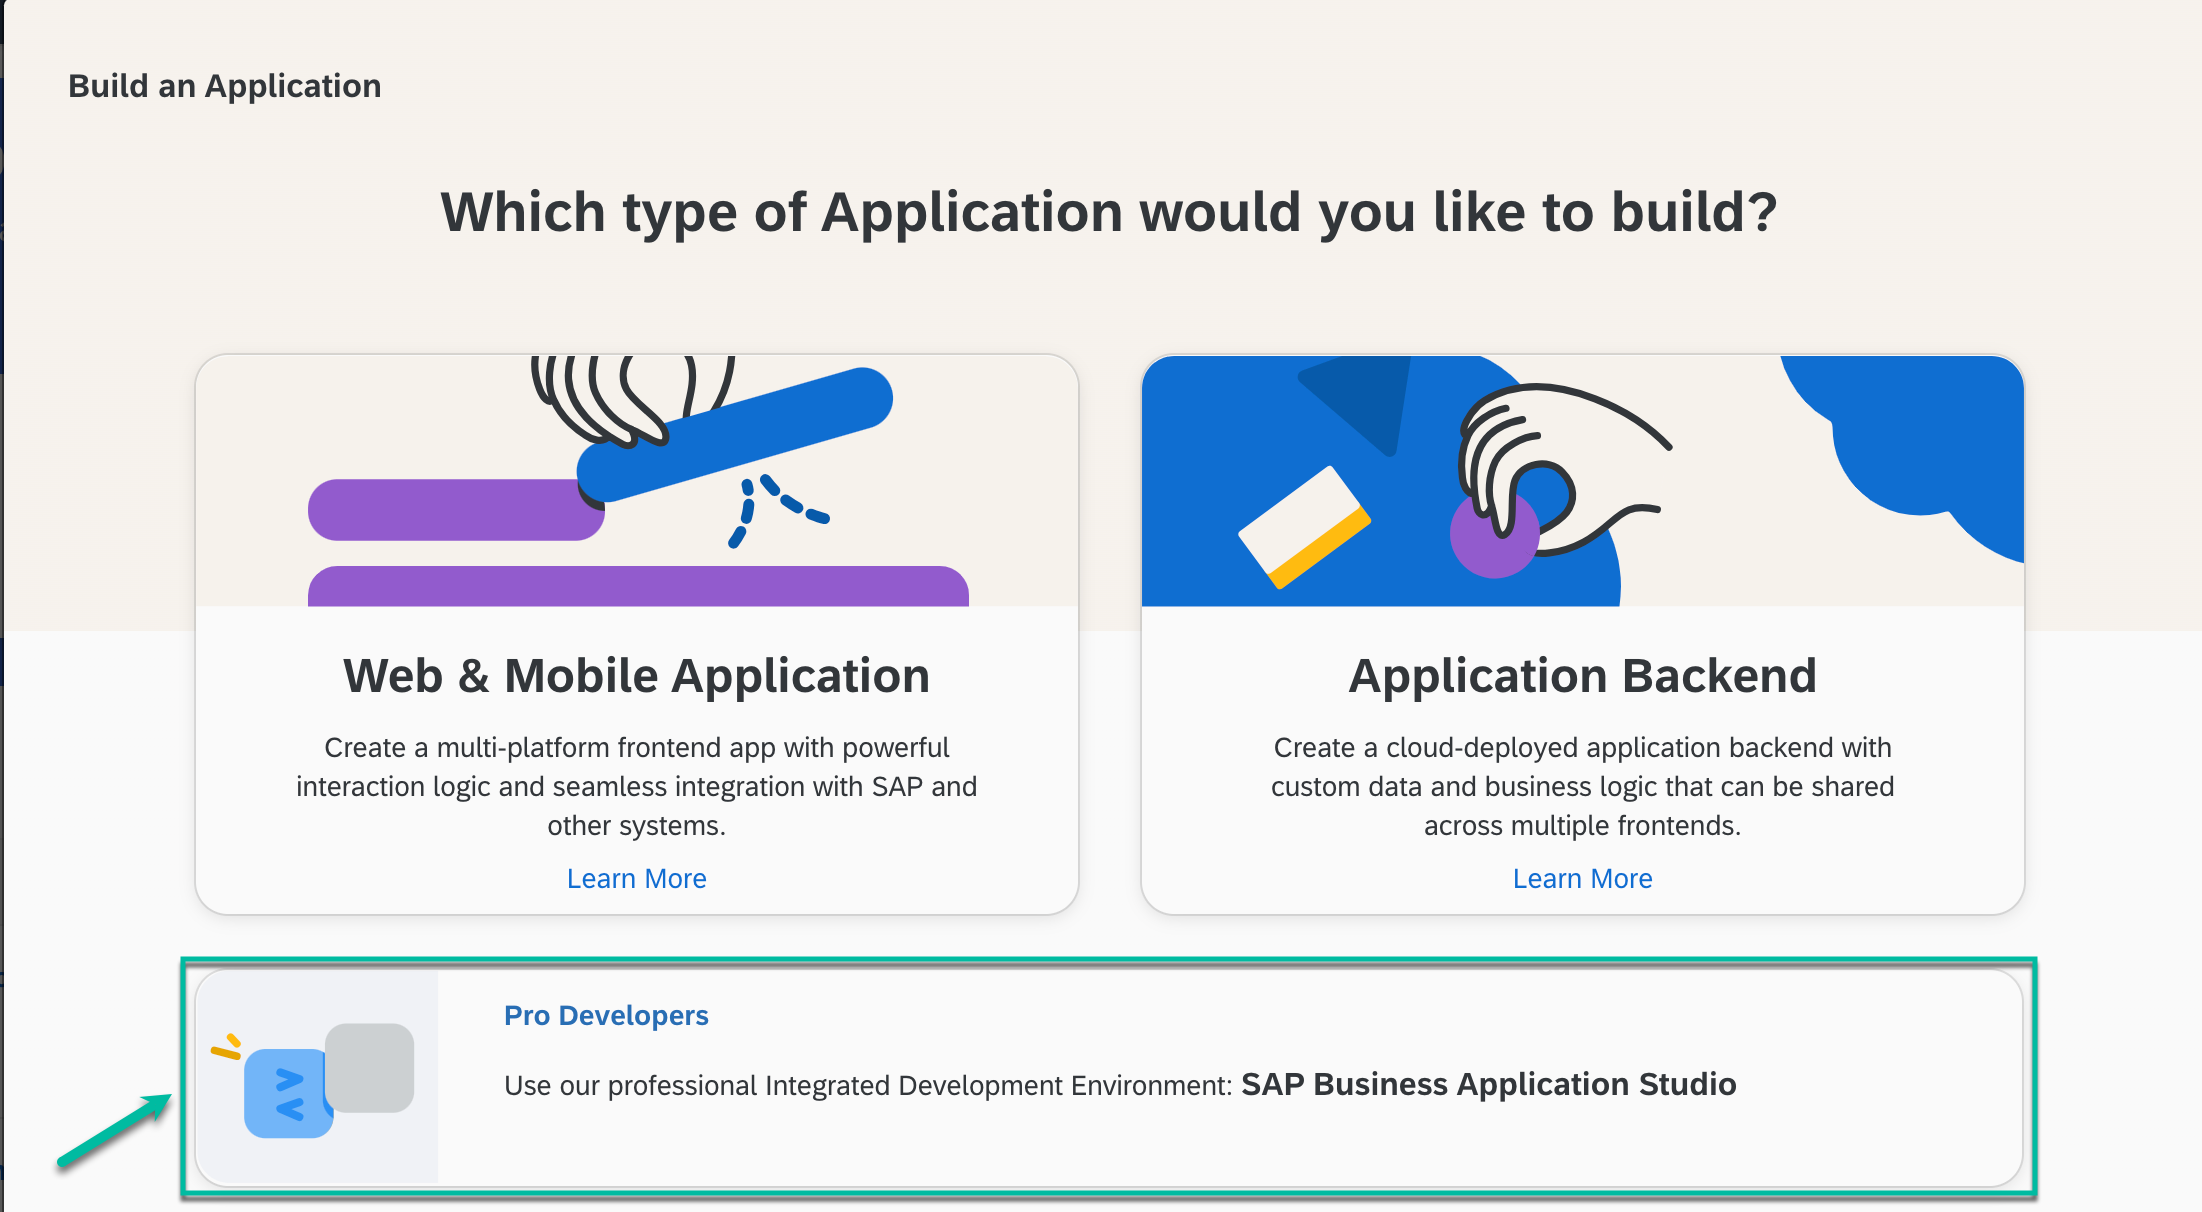 Build an Application
Which type of Application would you like to build?
Web & Mobile Application
Create a multi-platform frontend app with powerful
interaction logic and seamless integration with SAP and
other systems.
Learn More
Application Backend
Create a cloud-deployed application backend with
custom data and business logic that can be shared
across multiple frontends.
Learn More
Pro Developers
Use our professional Integrated Development Environment: SAP Business Application Studio